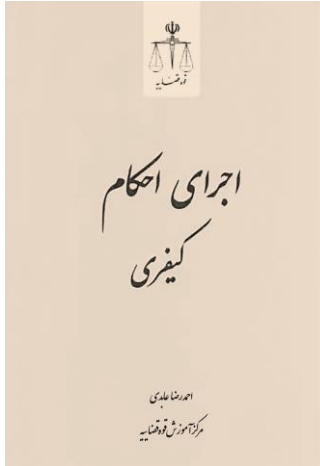 قوه قضاییه
اجرای احکام
کیفری
احمدرضا عابدی
مرکز آموزش قوه قضاییه